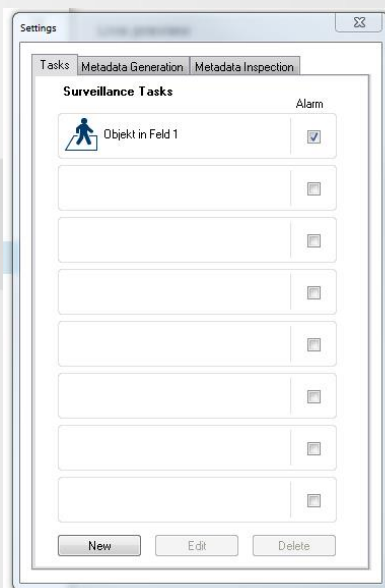 Settings
Tasks
Metadata Generation
Metadata Inspection
Surveillance Tasks
Alarm
Objekt in Feld 1
New
Edit
Delete